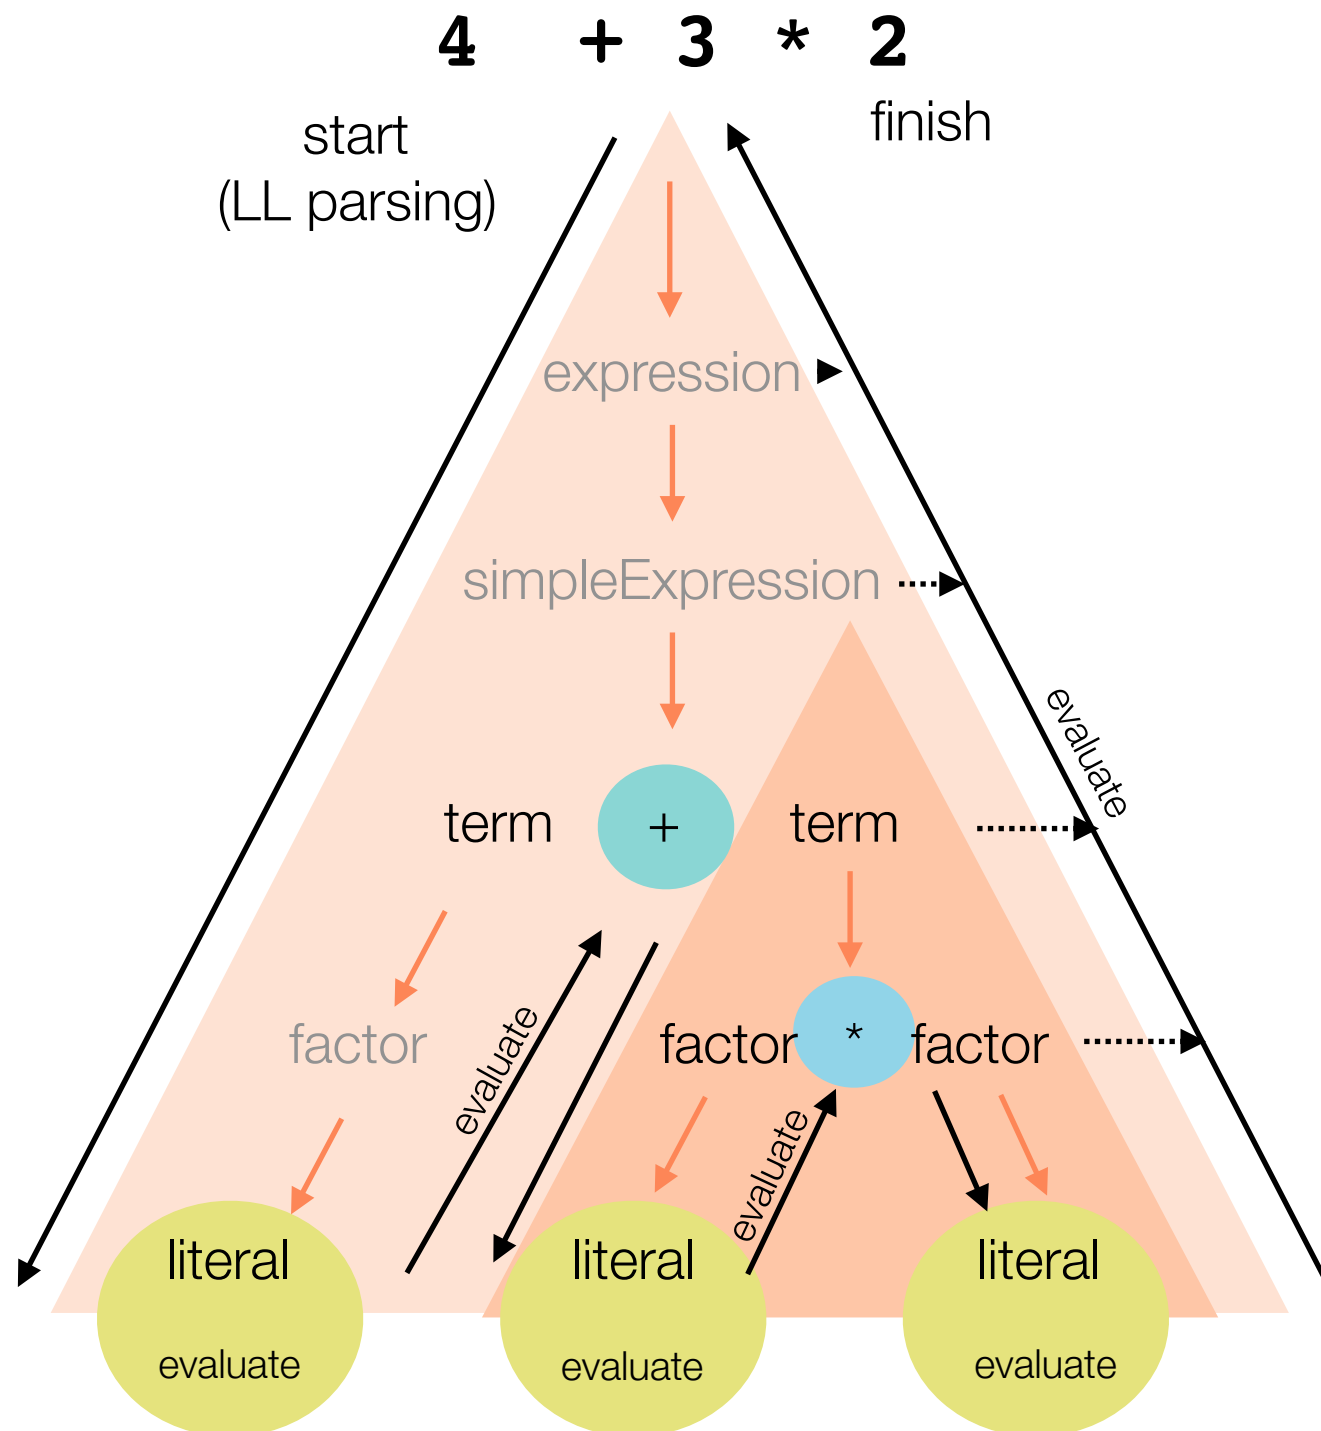 4 + 3 * 2
start
(LL parsing)
finish
expression
simpleExpression
evaluate
term + term
factor
evaluate
factor * factor
evaluate
literal
evaluate
literal
evaluate
literal
evaluate